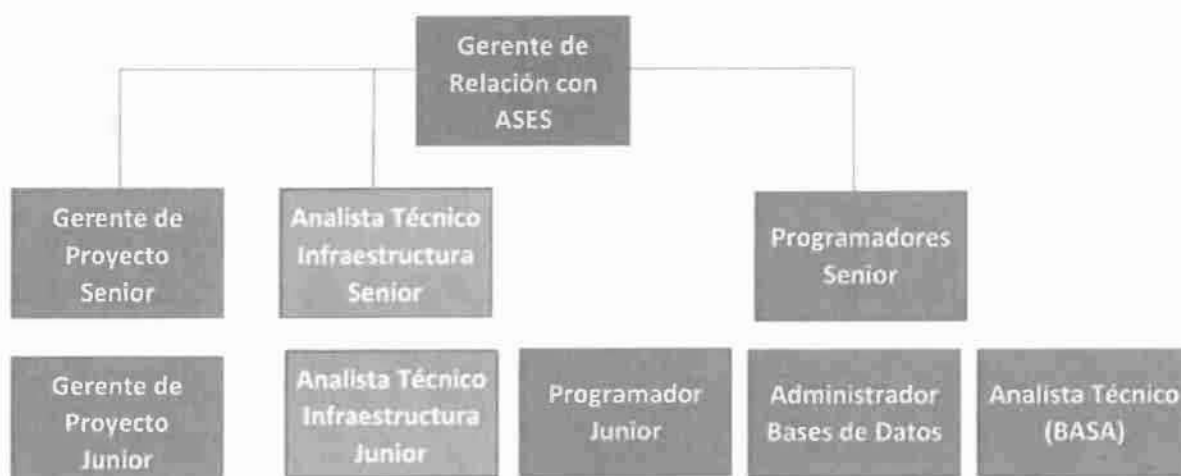 Gerente de
Relación con
ASES
Gerente de
Proyecto
Senior
Analista Técnico
Infraestructura
Senior
Programadores
Senior
Gerente de
Proyecto
Junior
Analista Técnico
Infraestructura
Junior
Programador
Junior
Administrador
Bases de Datos
Analista Técnico
(BASA)